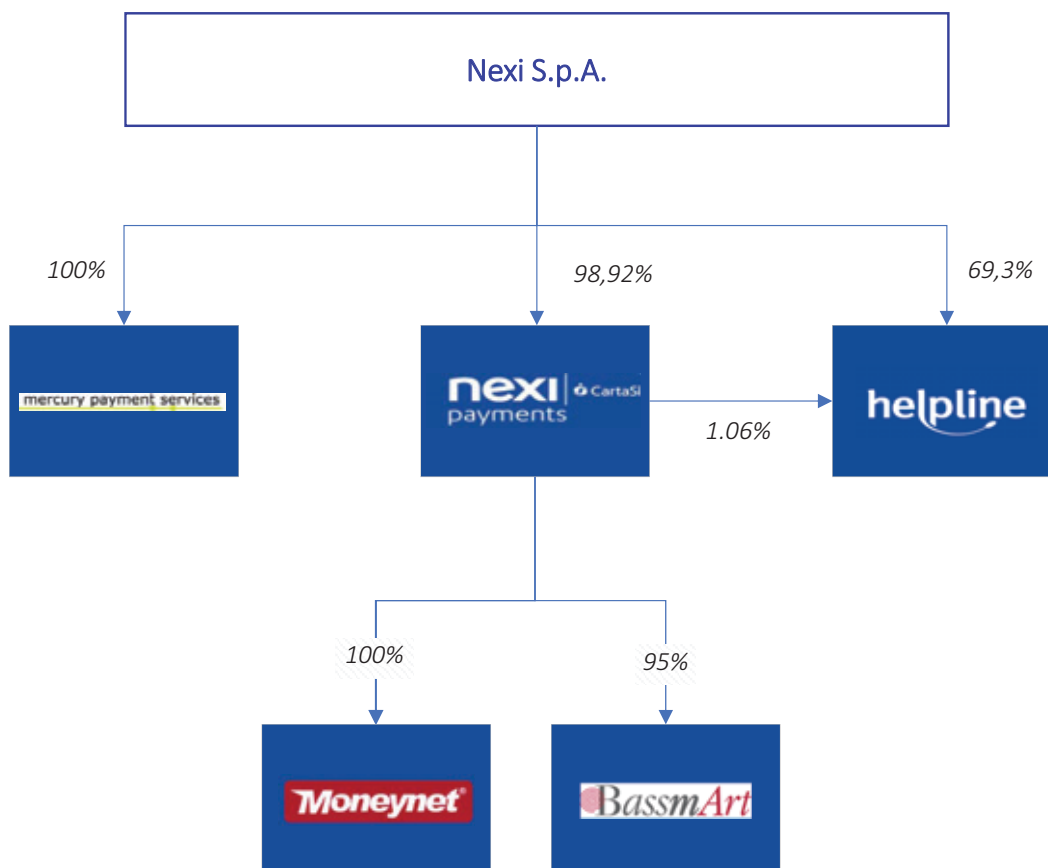 Nexi S.p.A.
100%
98,92%
69,3%
mercury payment services
nexi CartaSi
payments
1.06%
helpline
100%
95%
Moneynet®
BassmArt